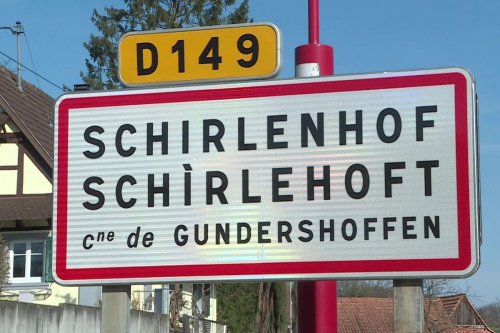 D149
SCHIRLENHOF
SCHÌRLEHOFT
cne de GUNDERSHOFFEN